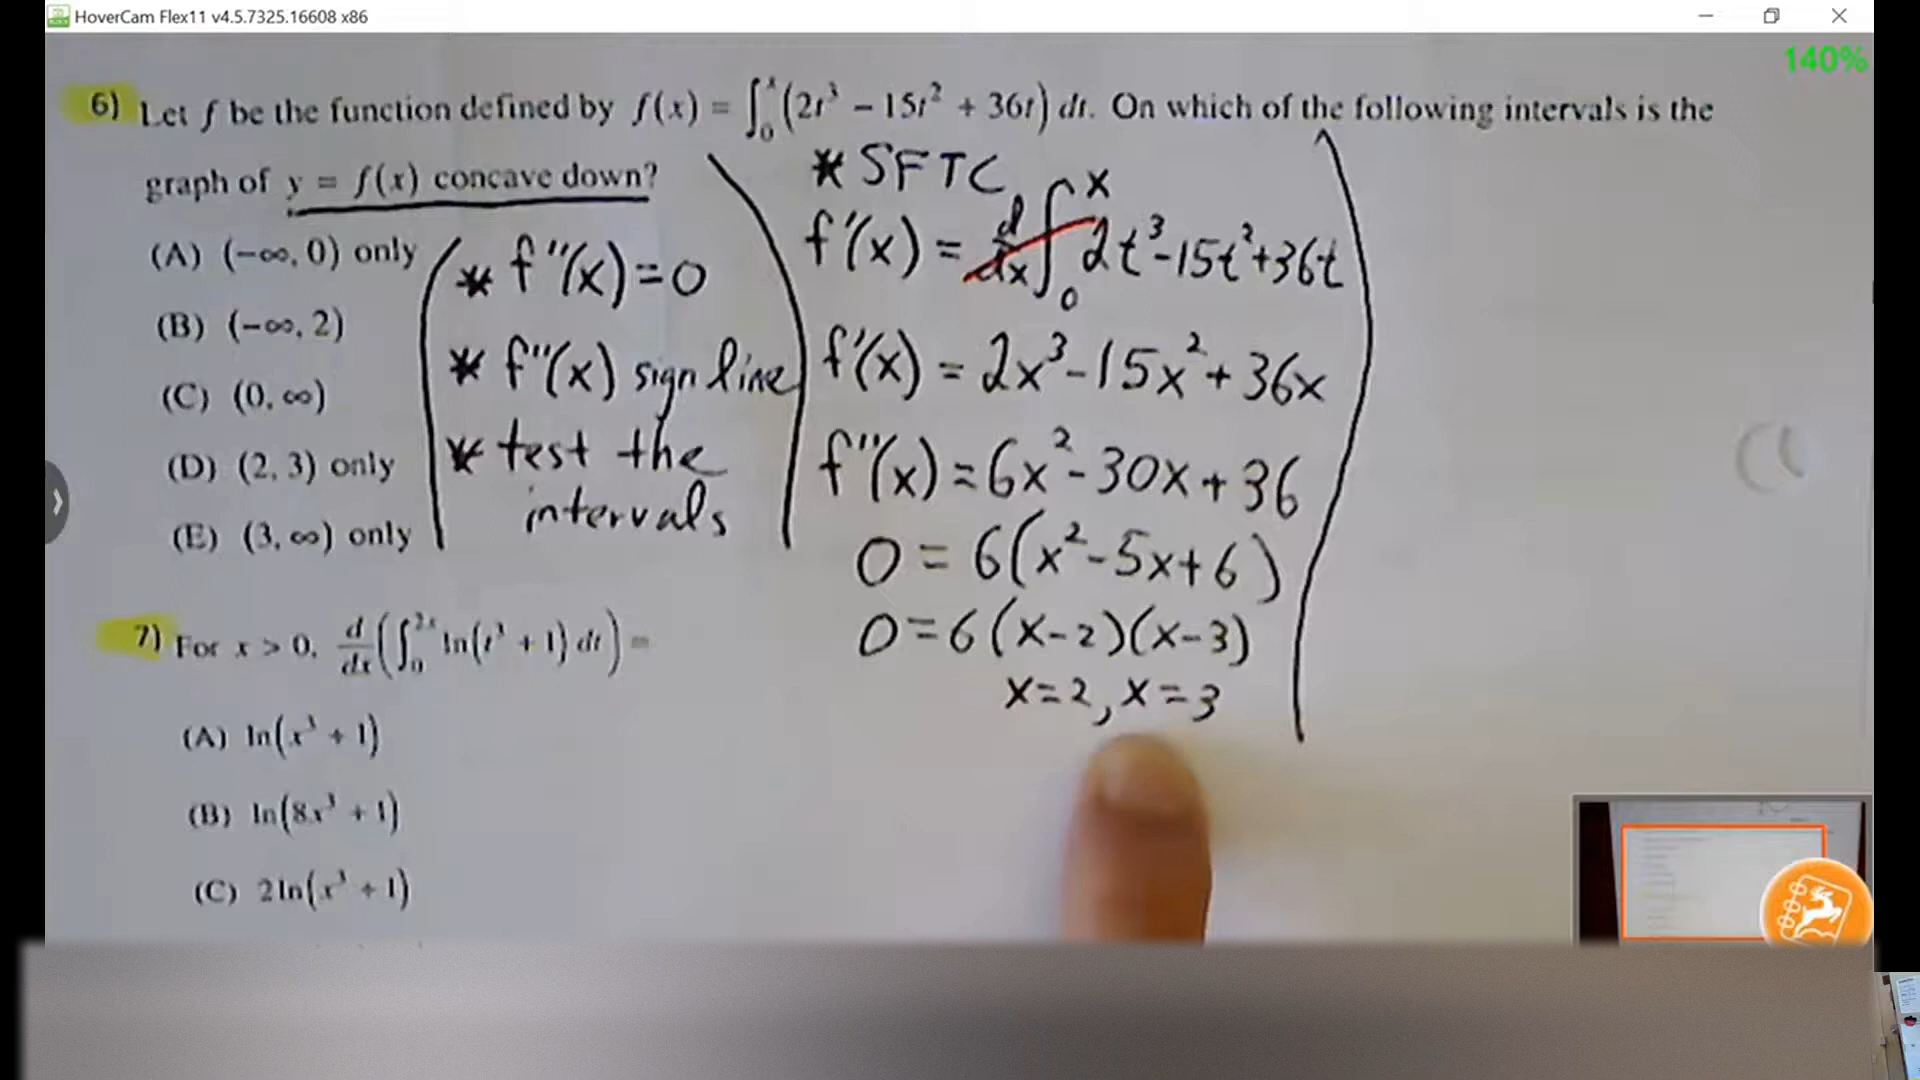 HoverCam Flex11 v4.5.7325.16608 x86
140%
6) Let f be the function defined by f(x) = ∫₀ˣ (2t³ − 15t² + 36t) dt. On which of the following intervals is the
graph of y = f(x) concave down?
(A) (−∞, 0) only
(B) (−∞, 2)
(C) (0, ∞)
(D) (2, 3) only
(E) (3, ∞) only
* f''(x) = 0
* f''(x) sign line
* test the
intervals
* SFTC
f'(x) = d/dx ∫₀ˣ 2t³-15t²+36t
f'(x) = 2x³-15x²+36x
f''(x) = 6x²-30x+36
0 = 6(x²-5x+6)
0 = 6(x-2)(x-3)
x=2, x=3
7) For x > 0, d/dx (∫₀²ˣ ln(t³ + 1) dt) =
(A) ln(x³ + 1)
(B) ln(8x³ + 1)
(C) 2 ln(x³ + 1)